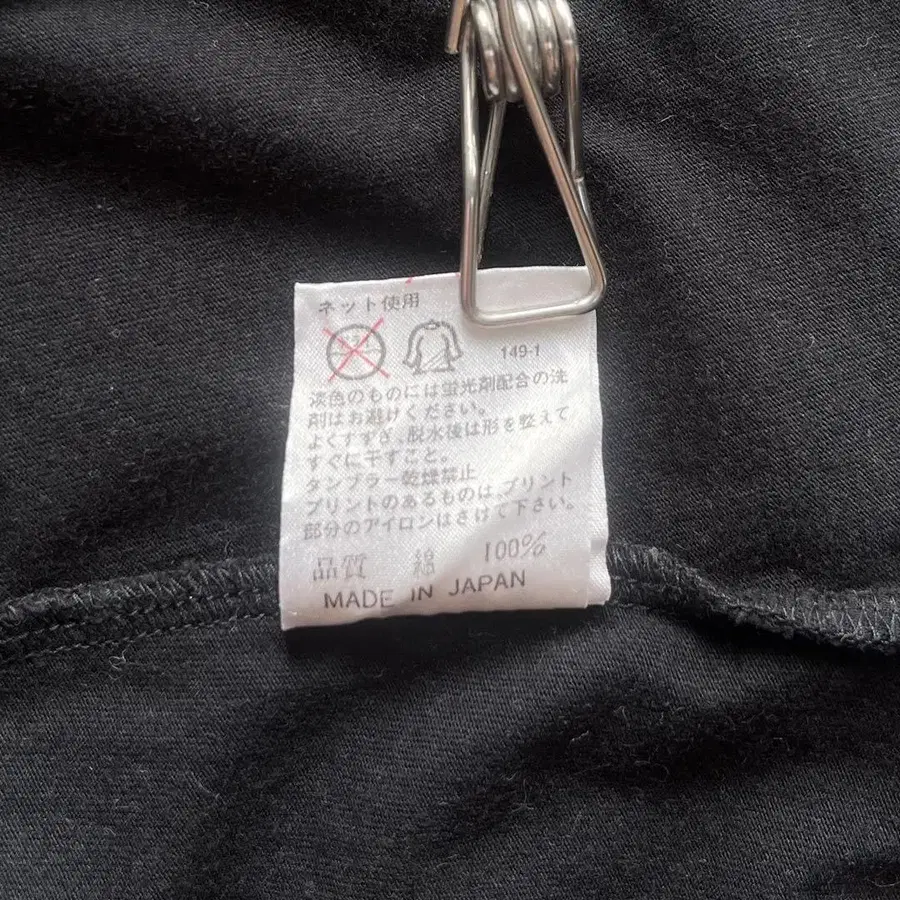 ネット使用
149-1
淡色のものには蛍光剤配合の洗
剤はお避けください。
よくすすぎ、脱水後は形を整えて
すぐに干すこと。
タンブラー乾燥禁止
プリントのあるものは、プリント
部分のアイロンはさけて下さい。
品質 綿 100%
MADE IN JAPAN